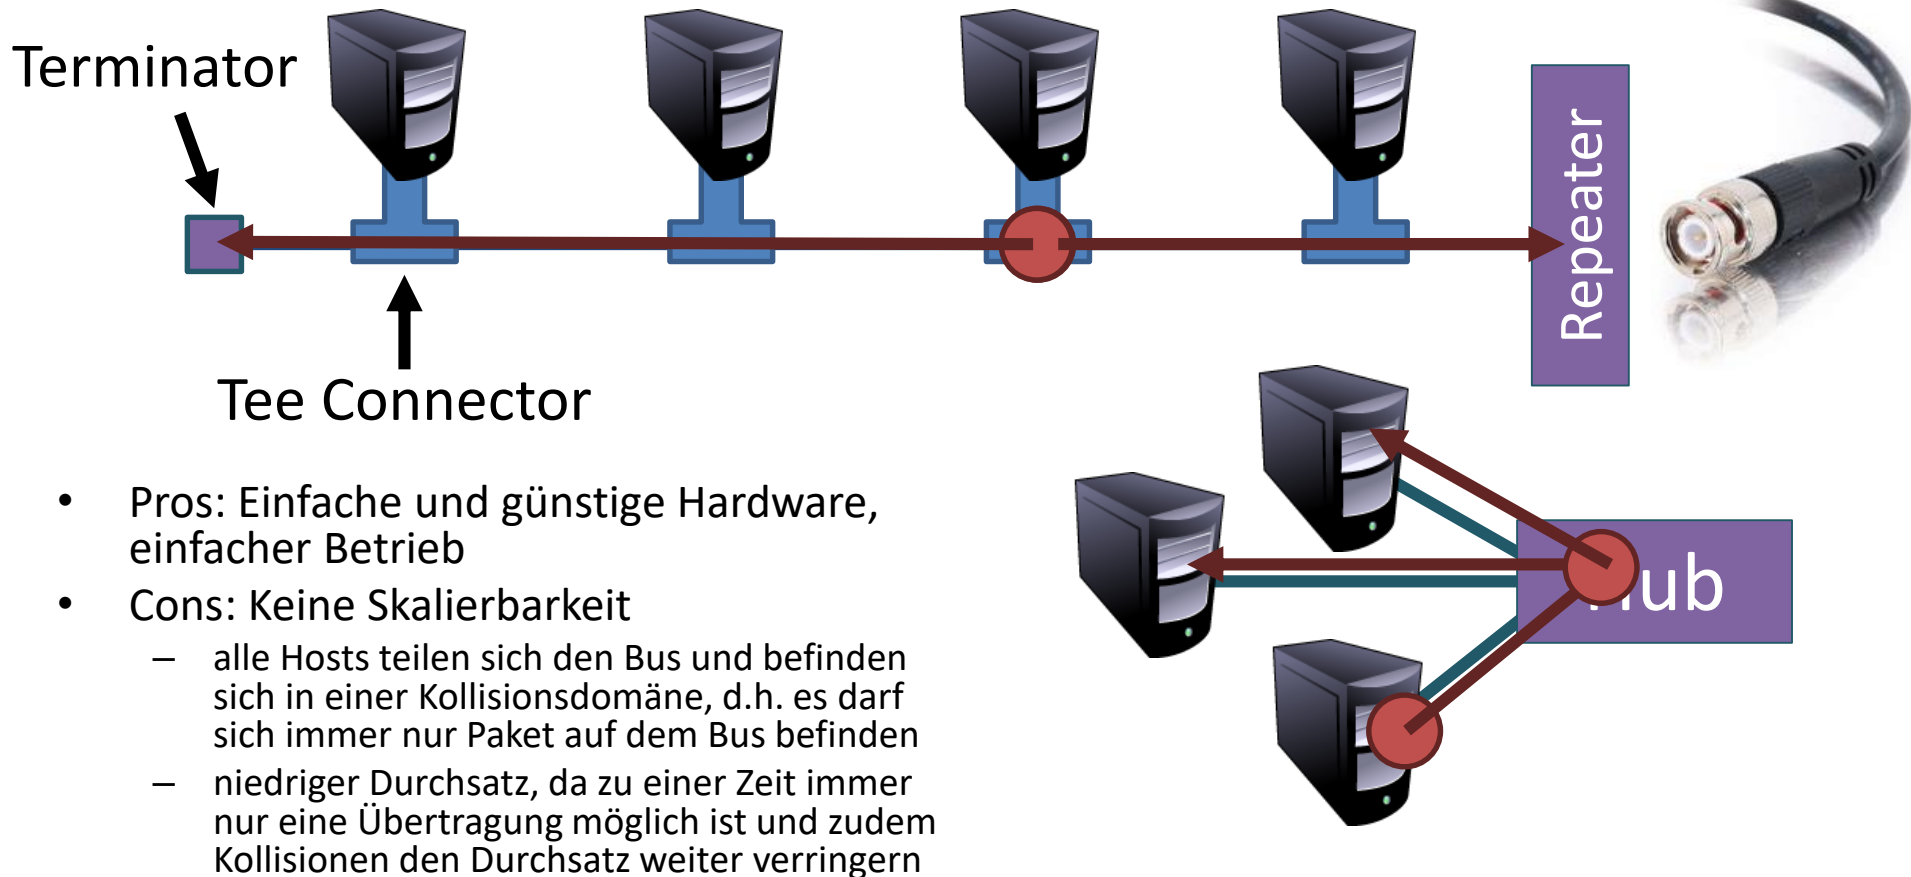 Terminator
Repeater
Tee Connector
• Pros: Einfache und günstige Hardware,
einfacher Betrieb
• Cons: Keine Skalierbarkeit
– alle Hosts teilen sich den Bus und befinden
sich in einer Kollisionsdomäne, d.h. es darf
sich immer nur Paket auf dem Bus befinden
– niedriger Durchsatz, da zu einer Zeit immer
nur eine Übertragung möglich ist und zudem
Kollisionen den Durchsatz weiter verringern
Hub